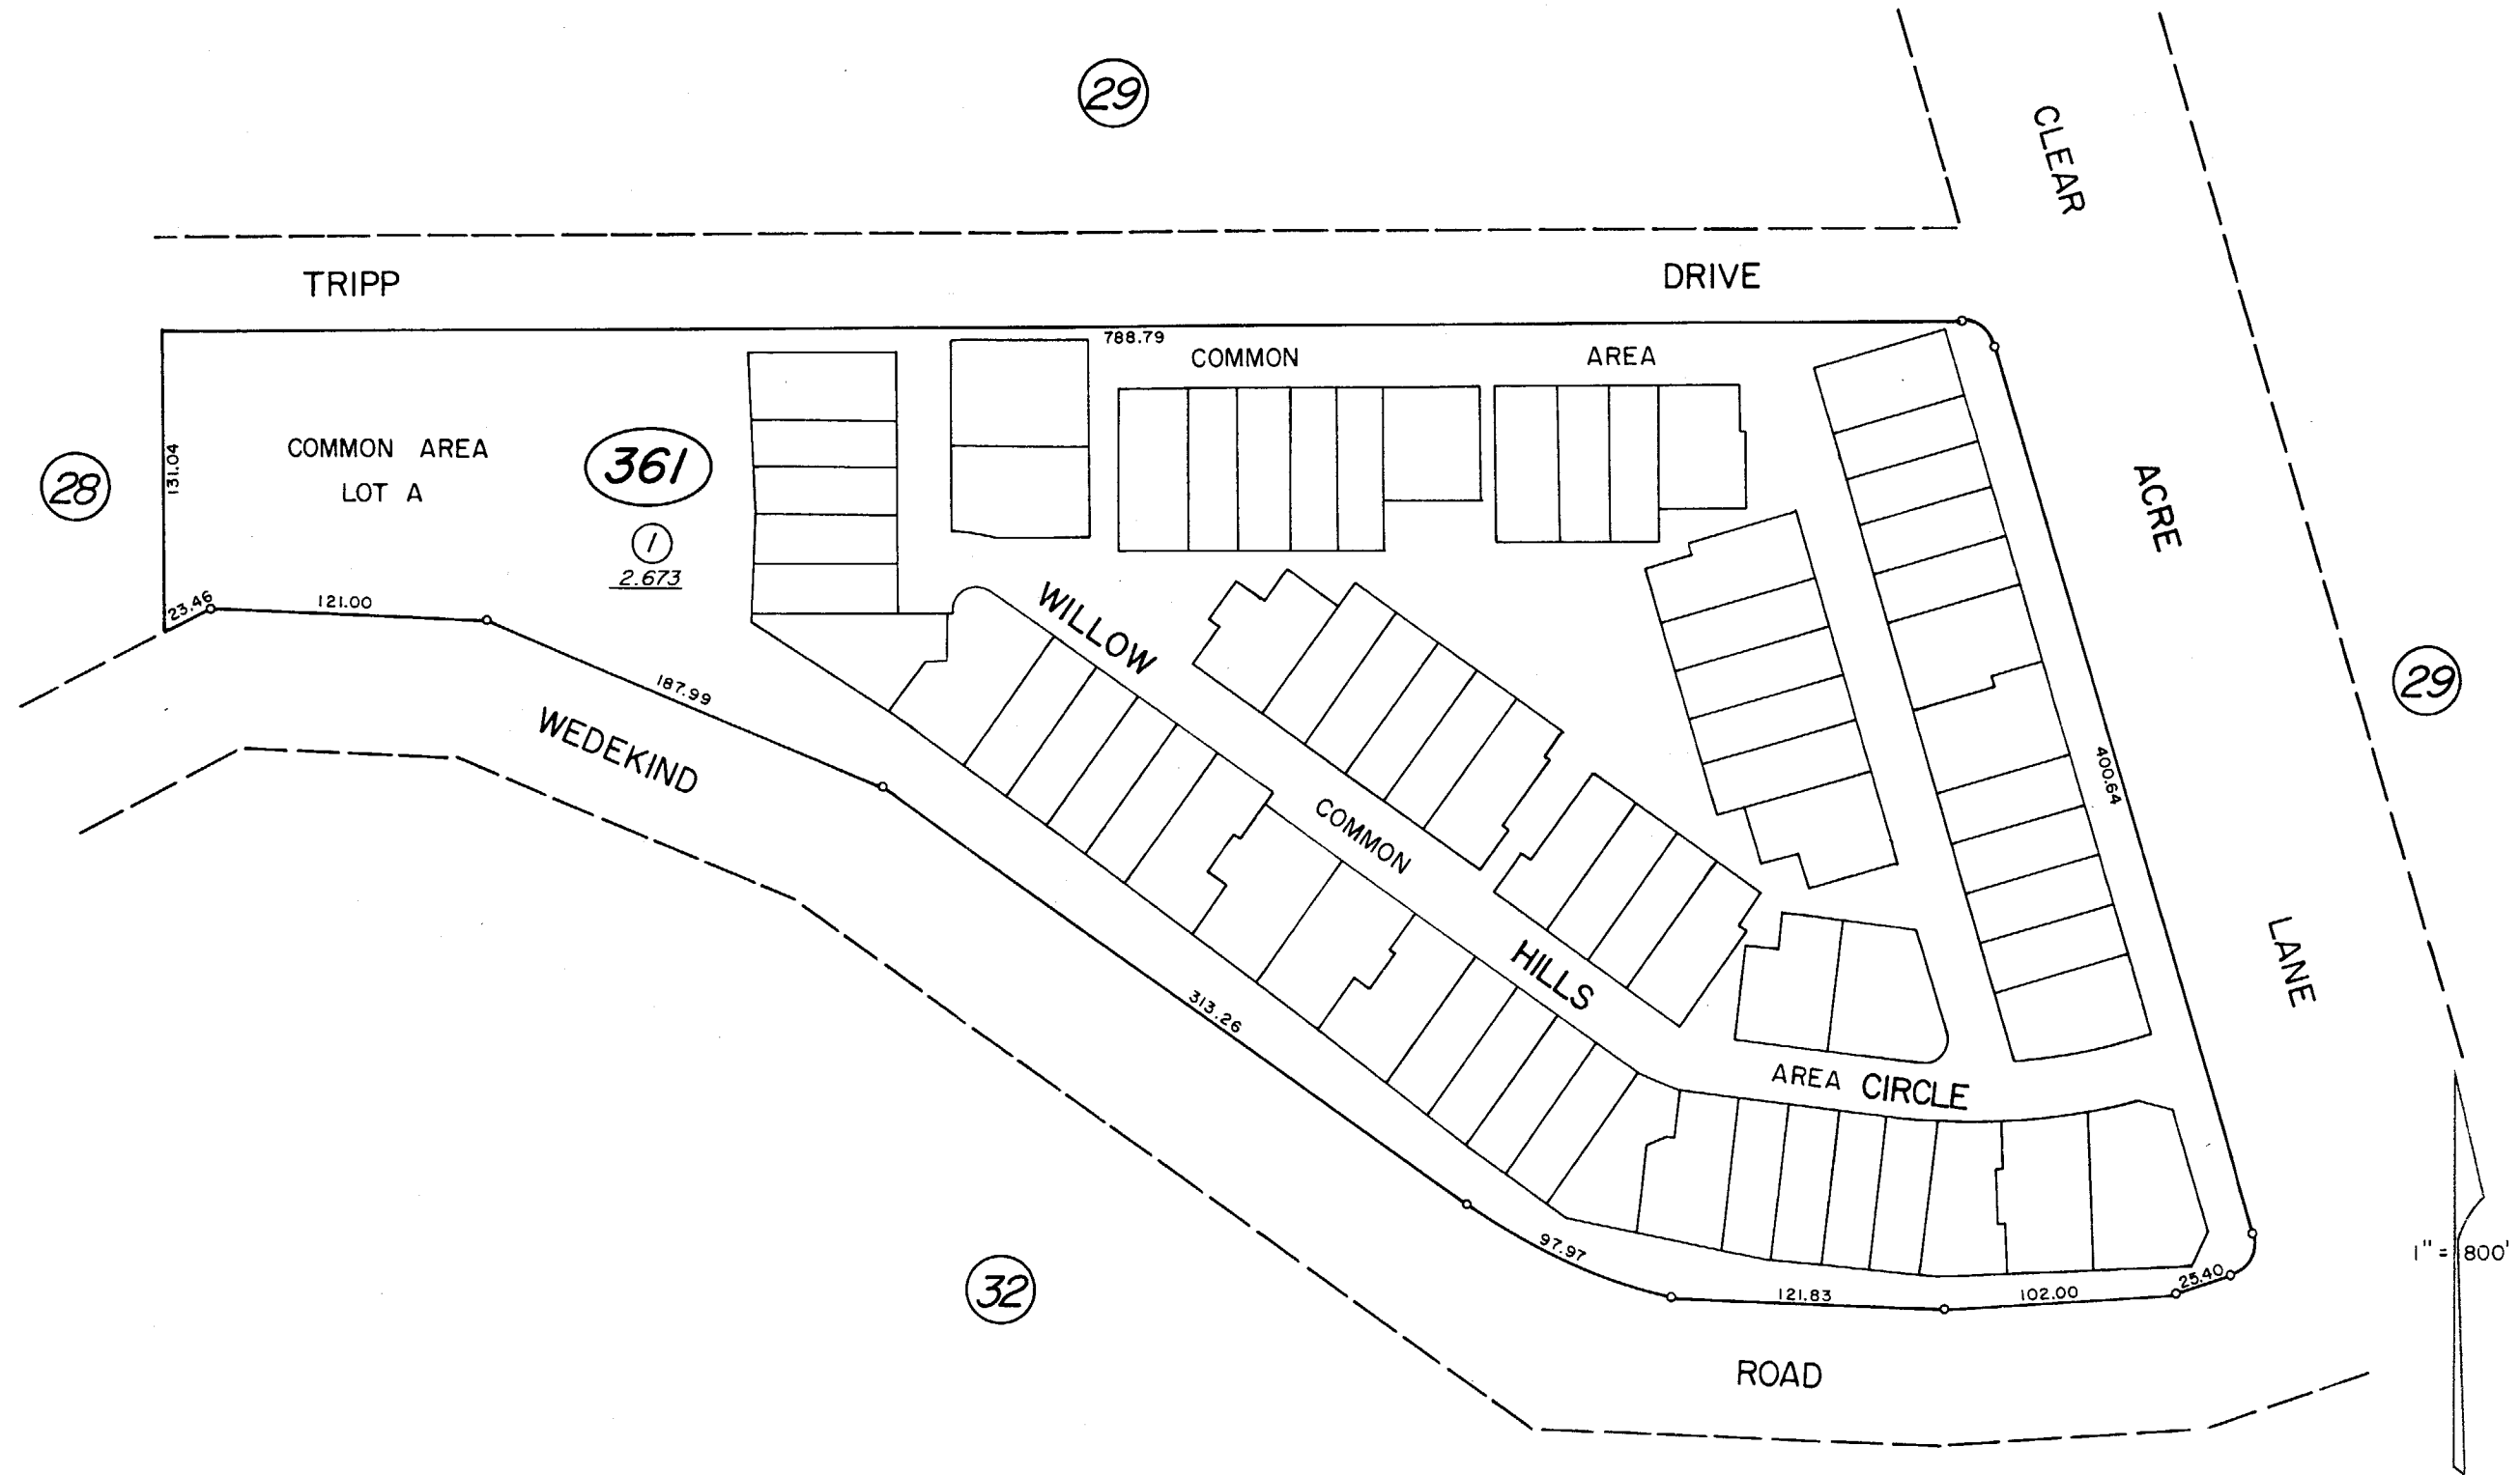 29
CLEAR
TRIPP DRIVE
788.79
COMMON AREA
131.04
COMMON AREA
LOT A
361
28
1
2.673
ACRE
23.46
121.00
WILLOW
187.99
WEDEKIND
29
400.64
COMMON
HILLS
LANE
313.26
AREA CIRCLE
97.97
1" = 800'
32
25.40
121.83
102.00
ROAD